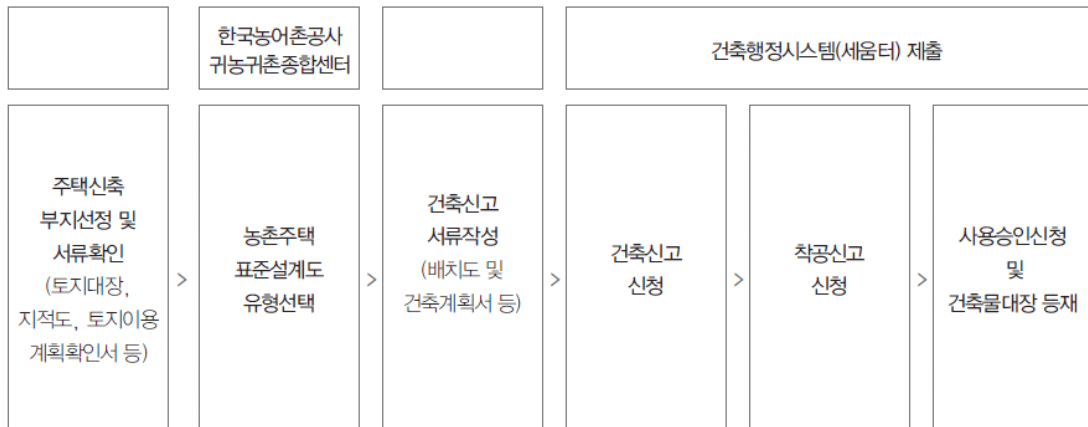 한국농어촌공사
귀농귀촌종합센터
건축행정시스템(세움터) 제출
주택신축
부지선정 및
서류확인
(토지대장,
지적도, 토지이용
계획확인서 등)
>
농촌주택
표준설계도
유형선택
>
건축신고
서류작성
(배치도 및
건축계획서 등)
>
건축신고
신청
>
착공신고
신청
>
사용승인신청
및
건축물대장 등재